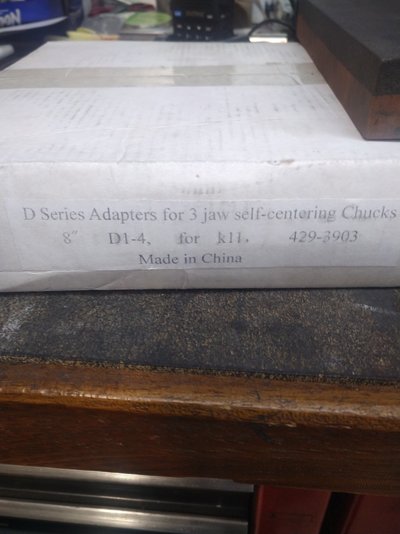 D Series Adapters for 3 jaw self-centering Chucks
8" D1-4、 for k11, 429-3903
Made in China